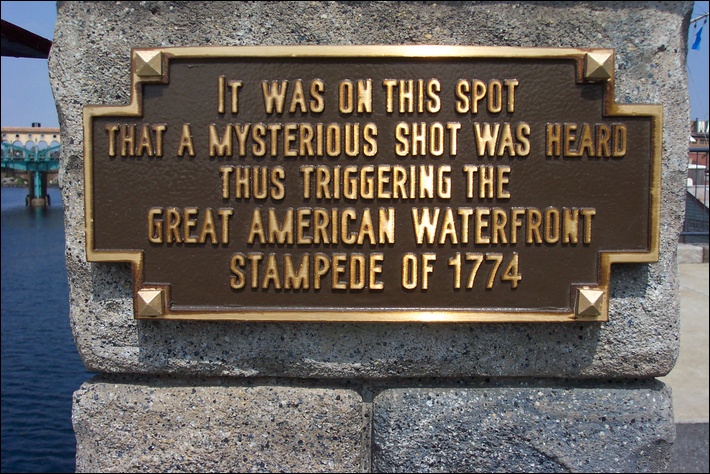 IT WAS ON THIS SPOT
THAT A MYSTERIOUS SHOT WAS HEARD
THUS TRIGGERING THE
GREAT AMERICAN WATERFRONT
STAMPEDE OF 1774